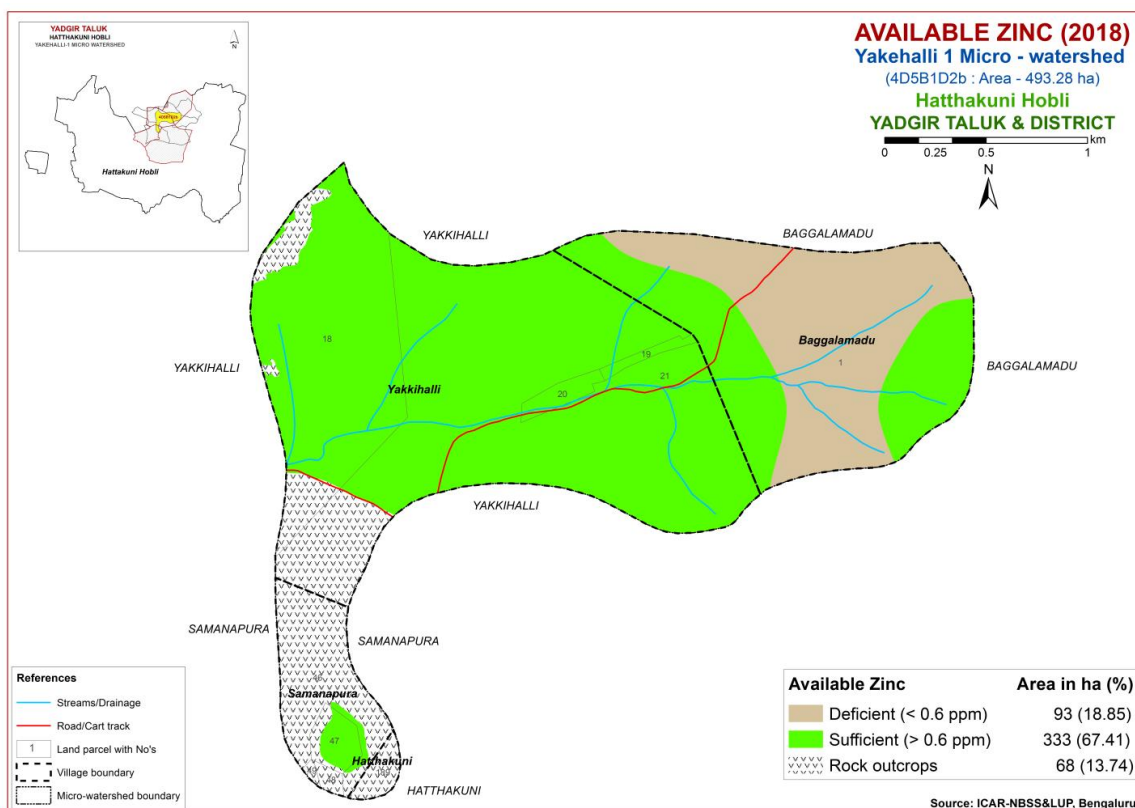 YADGIR TALUK
HATTHAKUNI HOBLI
YAKEHALLI-1 MICRO WATERSHED
N
Hattakuni Hobli
AVAILABLE ZINC (2018)
Yakehalli 1 Micro - watershed
(4D5B1D2b : Area - 493.28 ha)
Hatthakuni Hobli
YADGIR TALUK & DISTRICT
km
0 0.25 0.5 1
N
YAKKIHALLI
BAGGALAMADU
YAKKIHALLI
18
19
Baggalamadu
1
BAGGALAMADU
21
Yakkihalli
20
YAKKIHALLI
SAMANAPURA
SAMANAPURA
Samanapura
47
Hatthakuni
HATTHAKUNI
References
Streams/Drainage
Road/Cart track
1 Land parcel with No's
Village boundary
Micro-watershed boundary
Available Zinc Area in ha (%)
Deficient (< 0.6 ppm) 93 (18.85)
Sufficient (> 0.6 ppm) 333 (67.41)
Rock outcrops 68 (13.74)
Source: ICAR-NBSS&LUP, Bengaluru